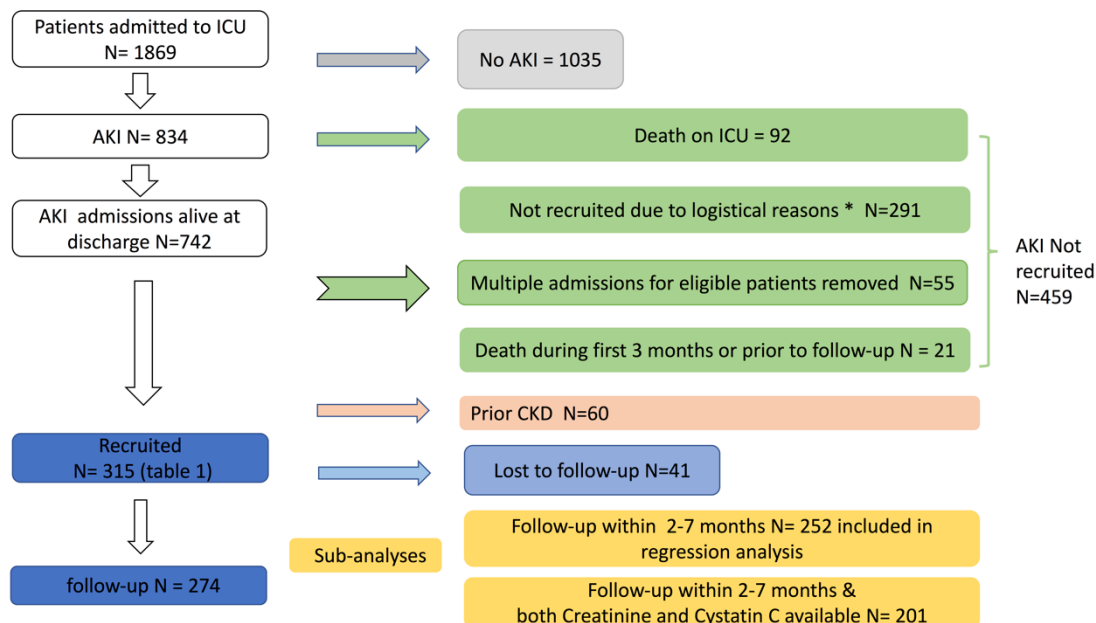 Patients admitted to ICU
N= 1869
No AKI = 1035
AKI N= 834
Death on ICU = 92
AKI  admissions alive at
discharge N=742
Not recruited due to logistical reasons *  N=291
Multiple admissions for eligible patients removed  N=55
Death during first 3 months or prior to follow-up N = 21
AKI Not
recruited
N=459
Prior CKD  N=60
Recruited
N= 315 (table 1)
Lost to follow-up N=41
Sub-analyses
Follow-up within  2-7 months N= 252 included in
regression analysis
follow-up N = 274
Follow-up within 2-7 months &
both Creatinine and Cystatin C available N= 201